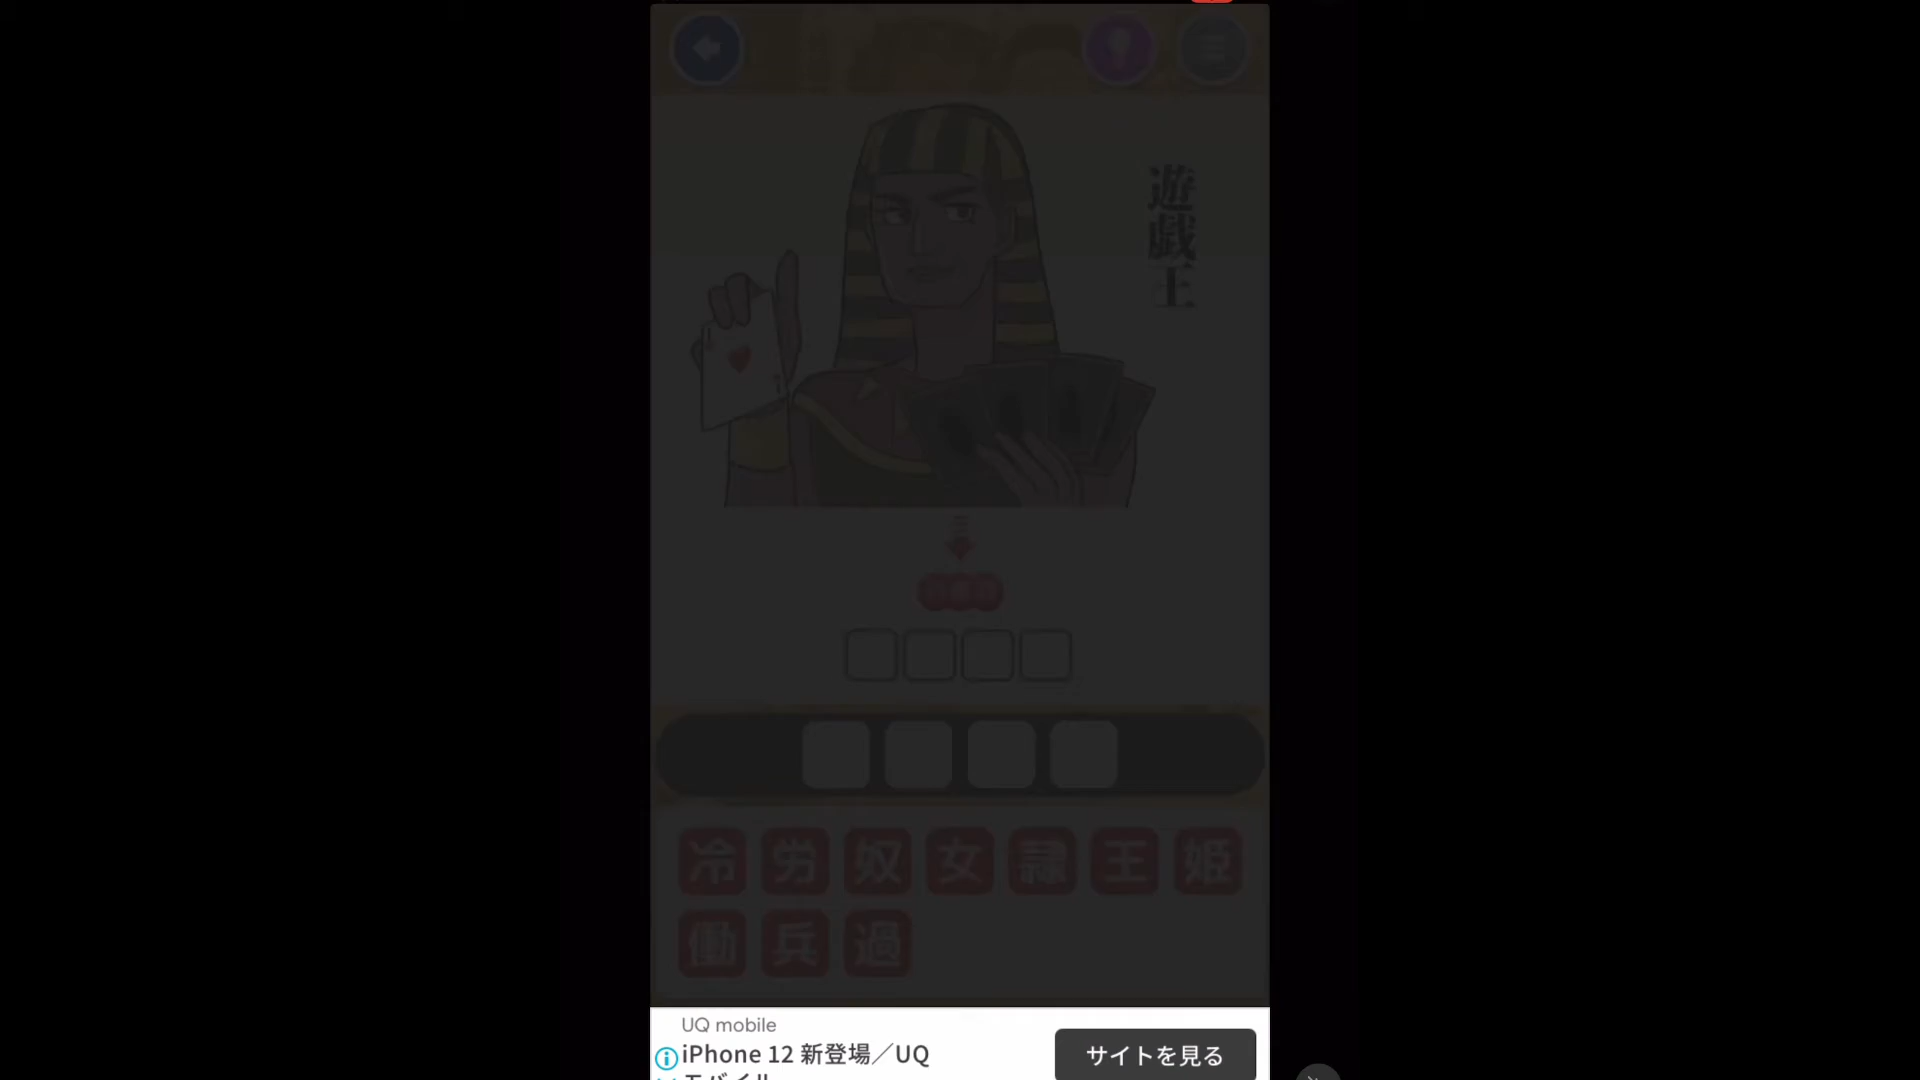 遊戯王
冷労奴女隷王姫
働兵過
UQ mobile
iPhone 12 新登場／UQ
サイトを見る